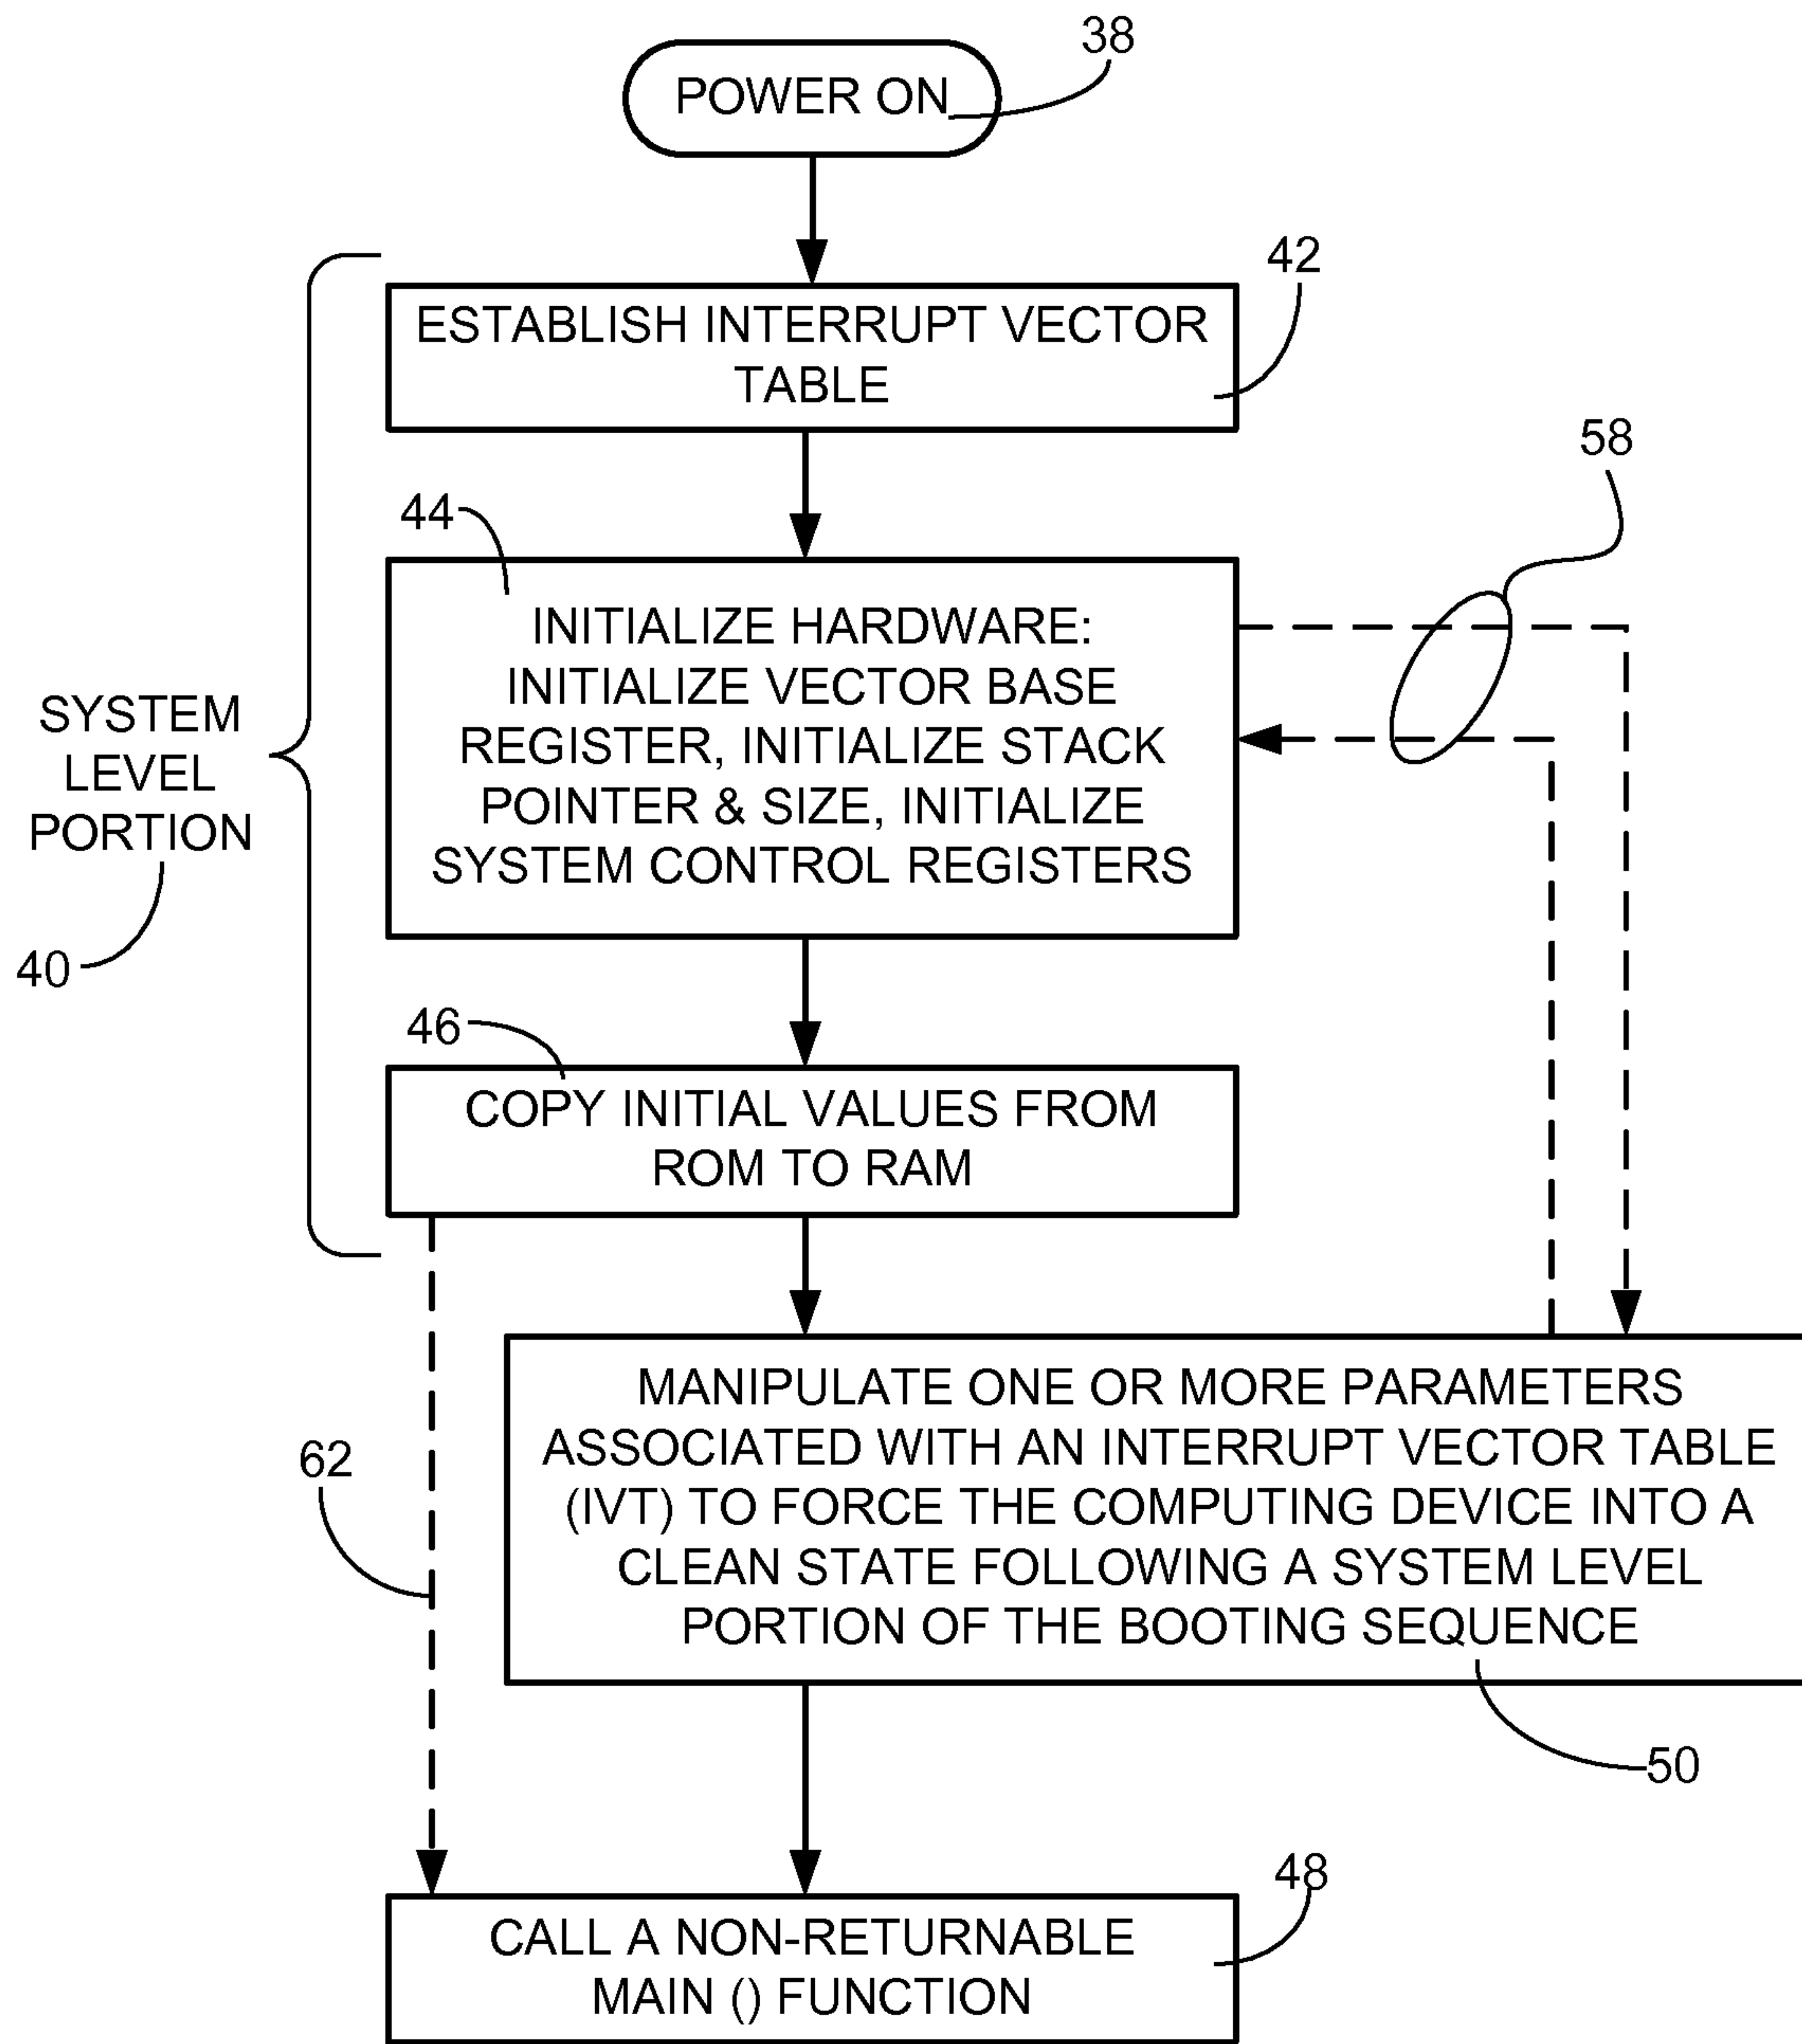 38
POWER ON
42
ESTABLISH INTERRUPT VECTOR
TABLE
58
44
INITIALIZE HARDWARE:
INITIALIZE VECTOR BASE
REGISTER, INITIALIZE STACK
POINTER & SIZE, INITIALIZE
SYSTEM CONTROL REGISTERS
SYSTEM
LEVEL
PORTION
40
46
COPY INITIAL VALUES FROM
ROM TO RAM
62
MANIPULATE ONE OR MORE PARAMETERS
ASSOCIATED WITH AN INTERRUPT VECTOR TABLE
(IVT) TO FORCE THE COMPUTING DEVICE INTO A
CLEAN STATE FOLLOWING A SYSTEM LEVEL
PORTION OF THE BOOTING SEQUENCE
50
48
CALL A NON-RETURNABLE
MAIN () FUNCTION